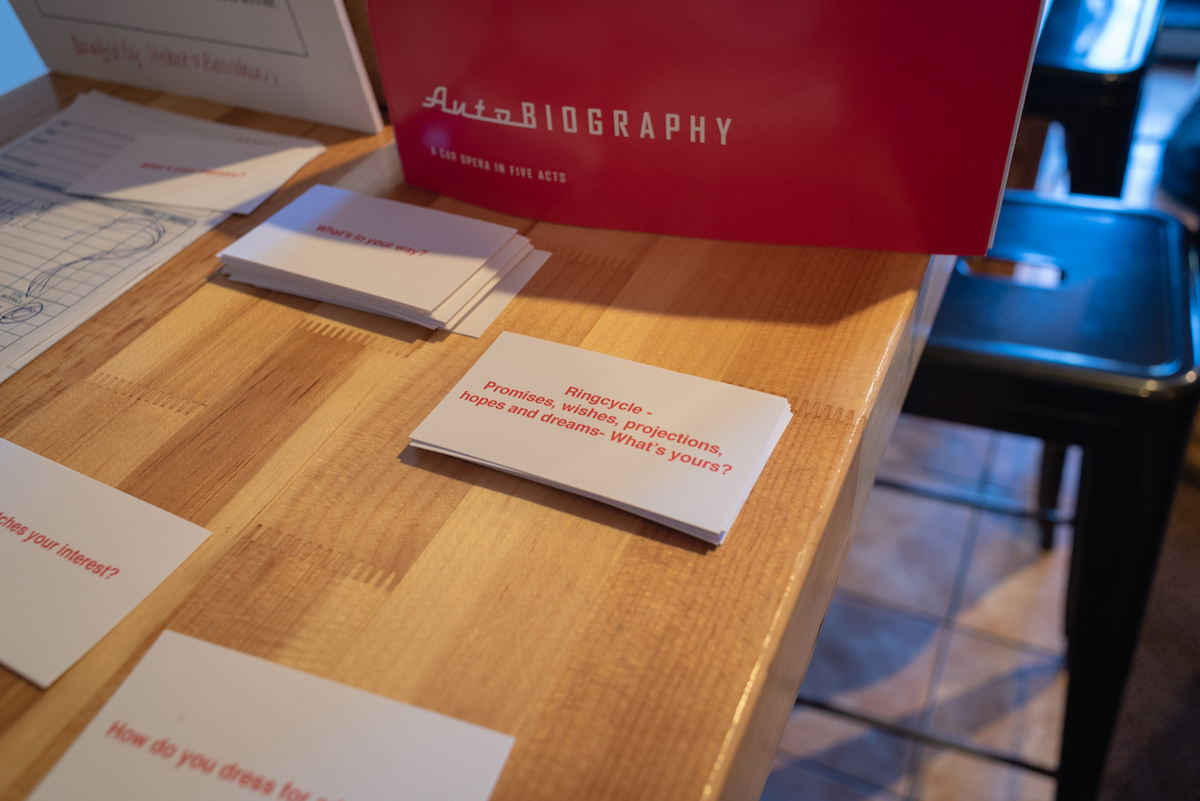 AutoBIOGRAPHY
A CAR OPERA IN FIVE ACTS
What's in your way?
Ringcycle -
Promises, wishes, projections,
hopes and dreams- What's yours?
your interest?
How do you dress for